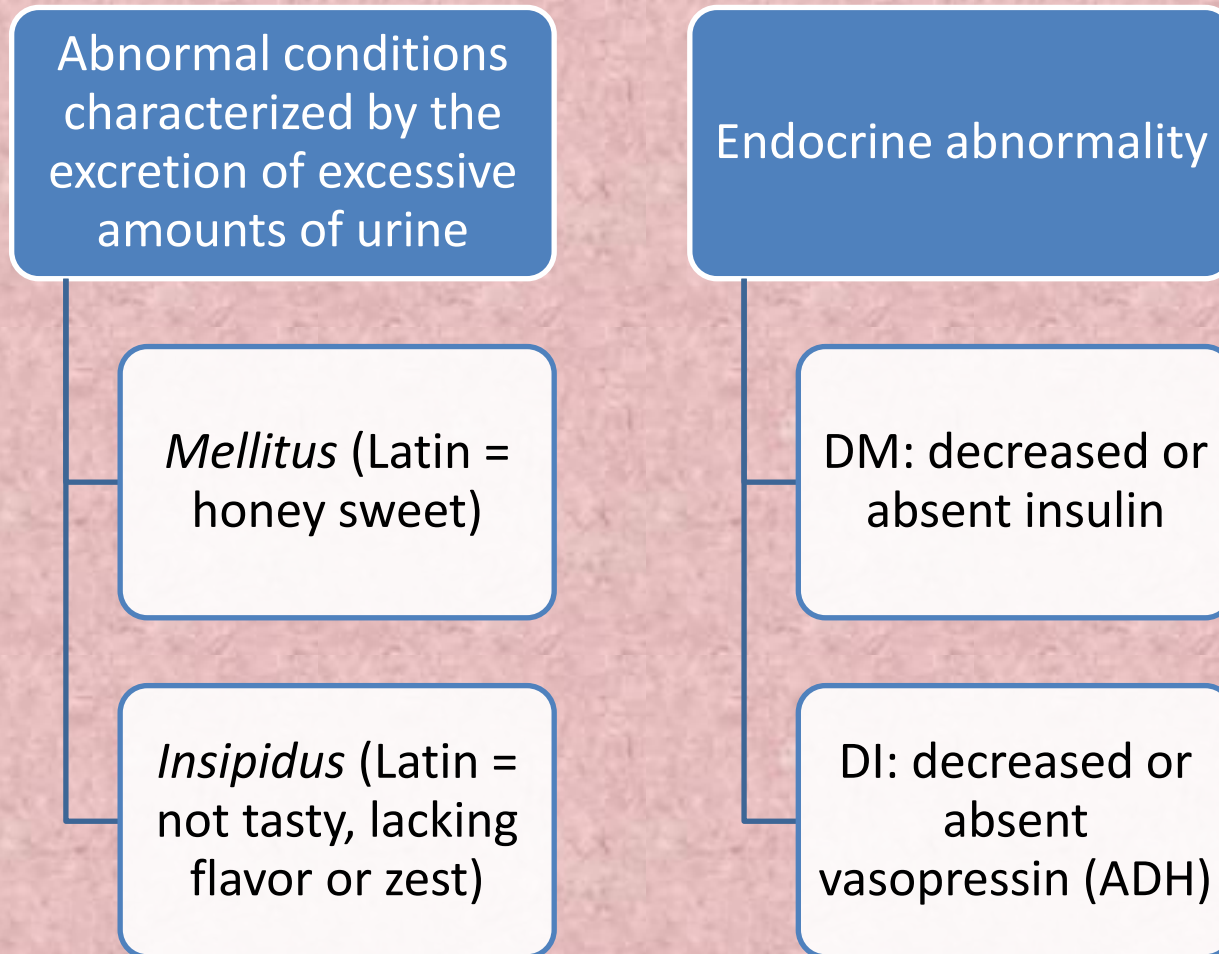 Abnormal conditions
characterized by the
excretion of excessive
amounts of urine
Mellitus (Latin =
honey sweet)
Insipidus (Latin =
not tasty, lacking
flavor or zest)
Endocrine abnormality
DM: decreased or
absent insulin
DI: decreased or
absent
vasopressin (ADH)